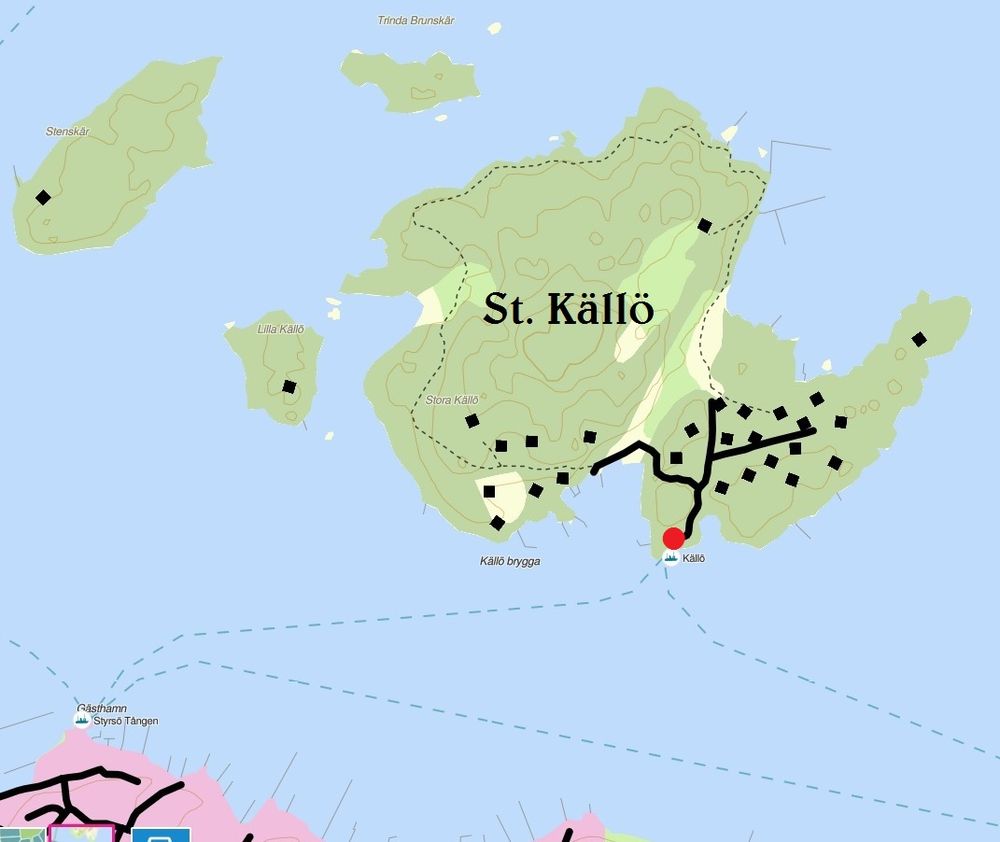 Trinda Brunskär
Stenskär
St. Källö
Lilla Källö
Stora Källö
Källö brygga
Källö
Gästhamn
Styrsö Tången